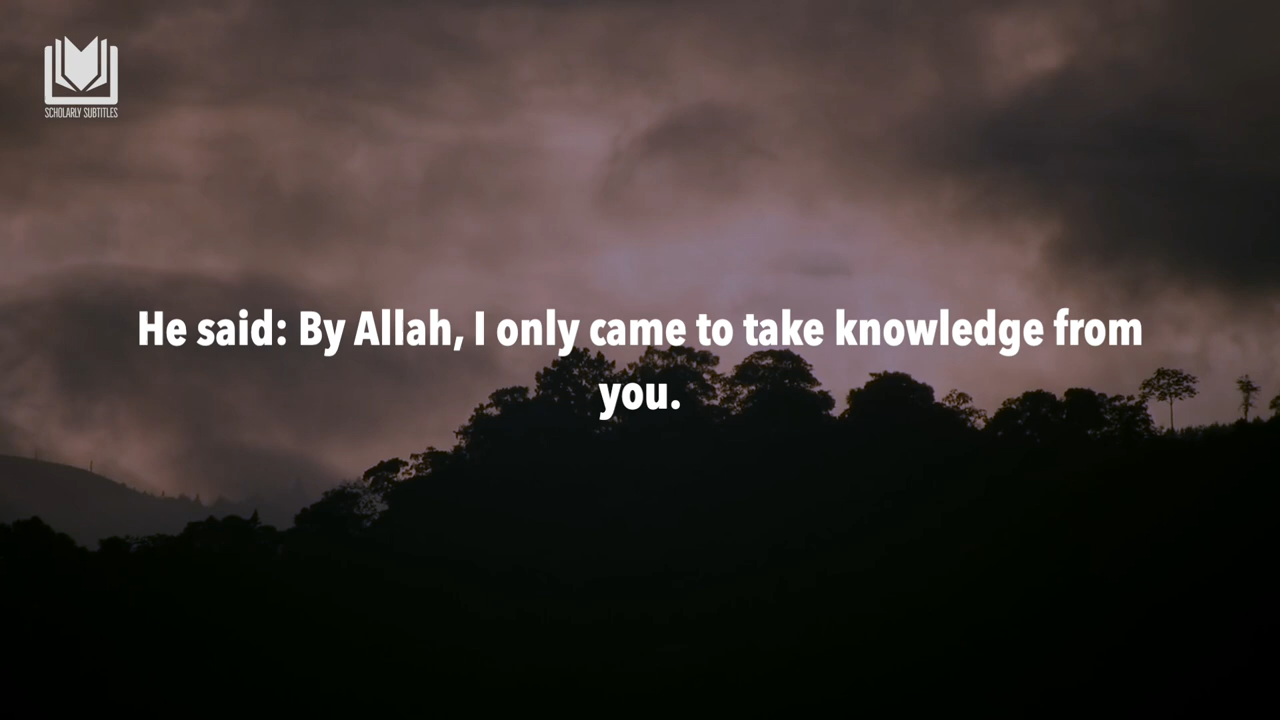 SCHOLARLY SUBTITLES
He said: By Allah, I only came to take knowledge from
you.